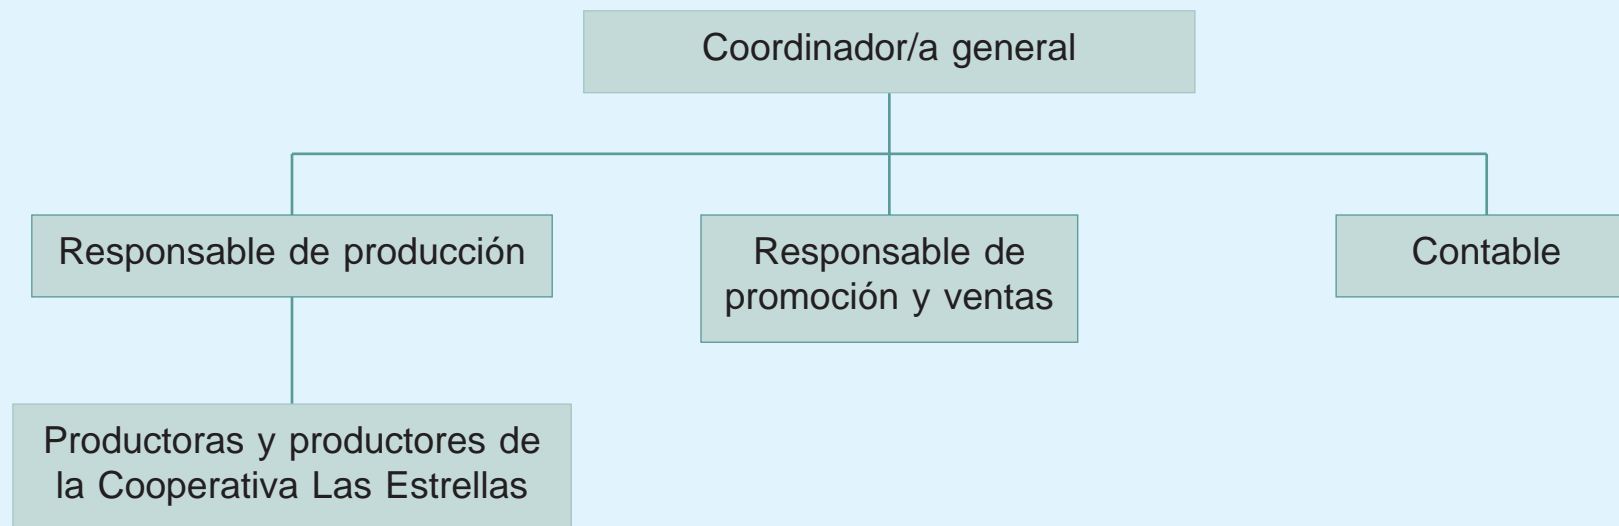 Coordinador/a general
Responsable de producción
Responsable de
promoción y ventas
Contable
Productoras y productores de
la Cooperativa Las Estrellas